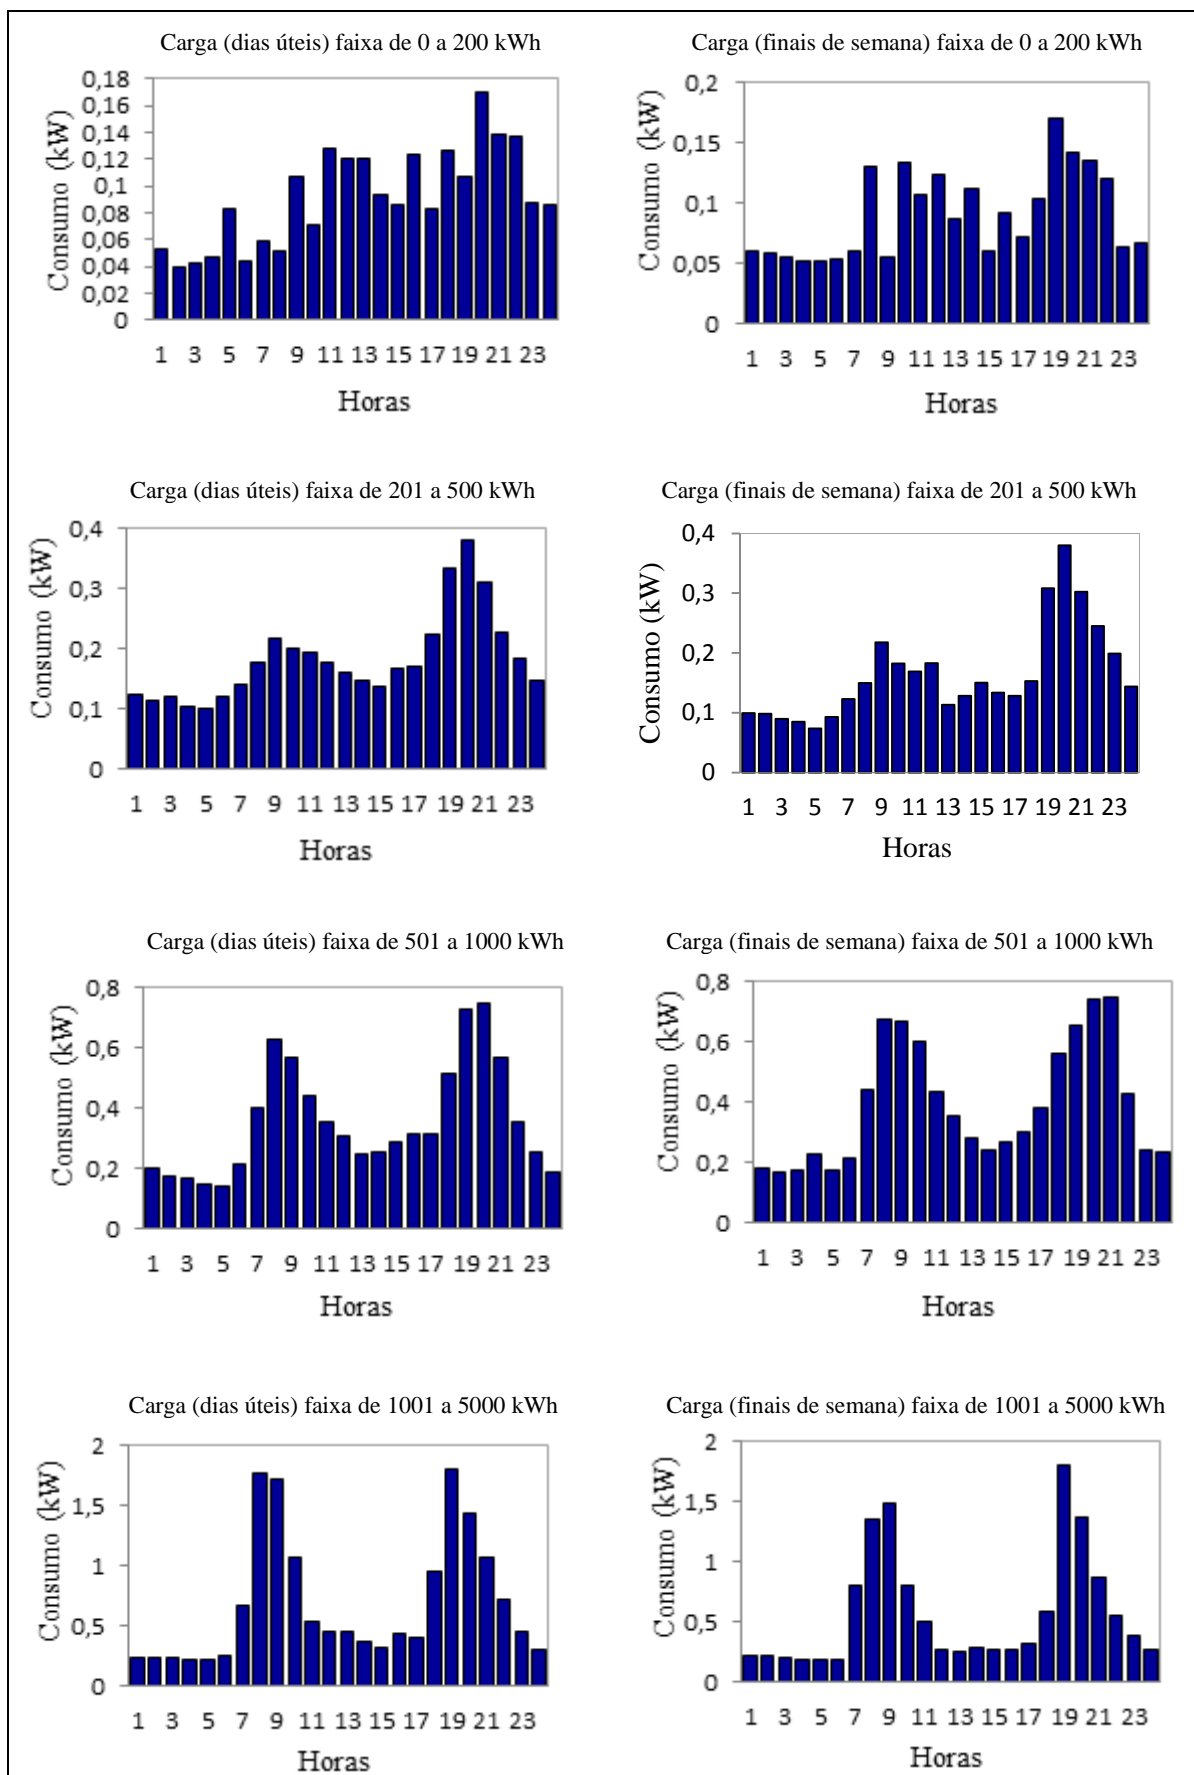 Carga (dias úteis) faixa de 0 a 200 kWh
Consumo (kW)
0,18
0,16
0,14
0,12
0,1
0,08
0,06
0,04
0,02
0
1 3 5 7 9 11 13 15 17 19 21 23
Horas
Carga (finais de semana) faixa de 0 a 200 kWh
Consumo (kW)
0,2
0,15
0,1
0,05
0
1 3 5 7 9 11 13 15 17 19 21 23
Horas
Carga (dias úteis) faixa de 201 a 500 kWh
Consumo (kW)
0,4
0,3
0,2
0,1
0
1 3 5 7 9 11 13 15 17 19 21 23
Horas
Carga (finais de semana) faixa de 201 a 500 kWh
Consumo (kW)
0,4
0,3
0,2
0,1
0
1 3 5 7 9 11 13 15 17 19 21 23
Horas
Carga (dias úteis) faixa de 501 a 1000 kWh
Consumo (kW)
0,8
0,6
0,4
0,2
0
1 3 5 7 9 11 13 15 17 19 21 23
Horas
Carga (finais de semana) faixa de 501 a 1000 kWh
Consumo (kW)
0,8
0,6
0,4
0,2
0
1 3 5 7 9 11 13 15 17 19 21 23
Horas
Carga (dias úteis) faixa de 1001 a 5000 kWh
Consumo (kW)
2
1,5
1
0,5
0
1 3 5 7 9 11 13 15 17 19 21 23
Horas
Carga (finais de semana) faixa de 1001 a 5000 kWh
Consumo (kW)
2
1,5
1
0,5
0
1 3 5 7 9 11 13 15 17 19 21 23
Horas